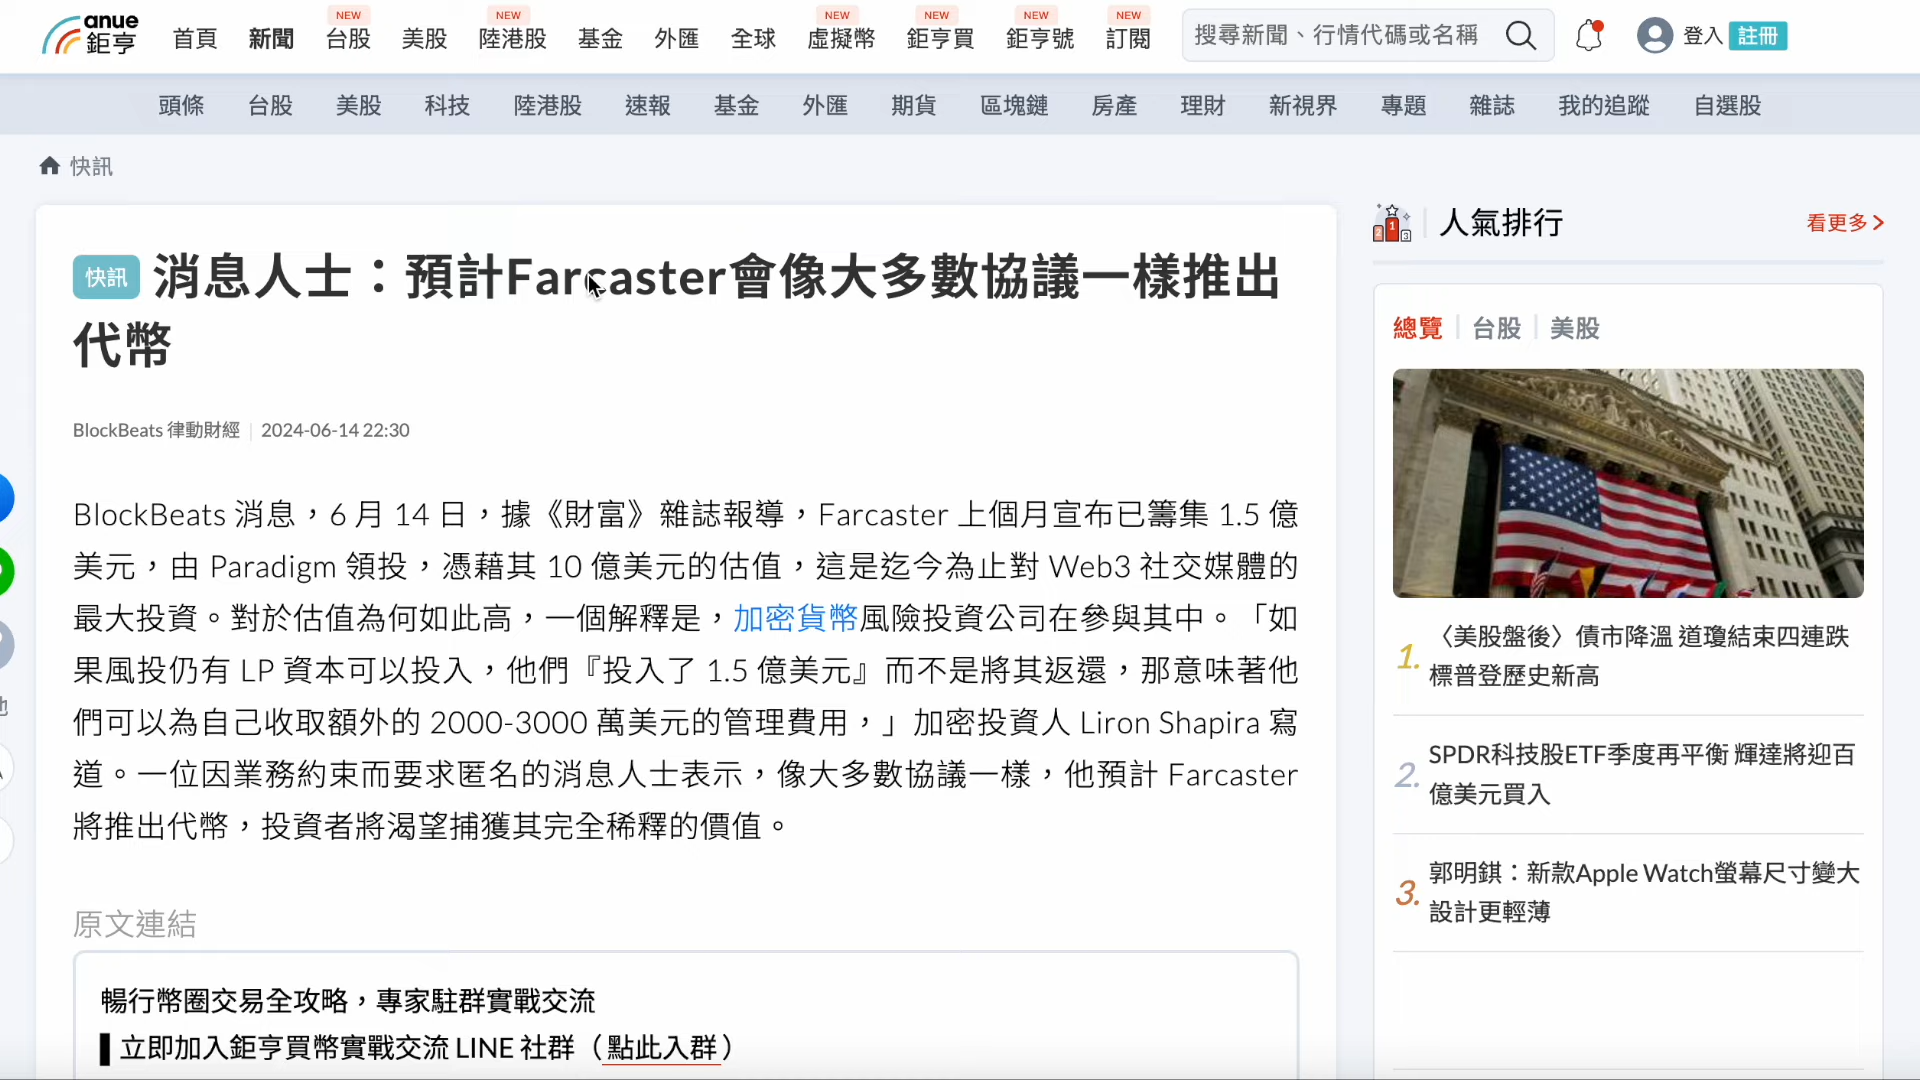 anue
鉅亨
首頁
新聞
NEW
台股
美股
NEW
陸港股
基金
外匯
全球
NEW
虛擬幣
NEW
鉅亨買
NEW
鉅亨號
NEW
訂閱
搜尋新聞、行情代碼或名稱
登入 註冊
頭條 台股 美股 科技 陸港股 速報 基金 外匯 期貨 區塊鏈 房產 理財 新視界 專題 雜誌 我的追蹤 自選股
快訊
快訊 消息人士：預計Farcaster會像大多數協議一樣推出
代幣
BlockBeats 律動財經 | 2024-06-14 22:30
BlockBeats 消息，6 月 14 日，據《財富》雜誌報導，Farcaster 上個月宣布已籌集 1.5 億
美元，由 Paradigm 領投，憑藉其 10 億美元的估值，這是迄今為止對 Web3 社交媒體的
最大投資。對於估值為何如此高，一個解釋是，加密貨幣風險投資公司在參與其中。「如
果風投仍有 LP 資本可以投入，他們『投入了 1.5 億美元』而不是將其返還，那意味著他
們可以為自己收取額外的 2000-3000 萬美元的管理費用，」加密投資人 Liron Shapira 寫
道。一位因業務約束而要求匿名的消息人士表示，像大多數協議一樣，他預計 Farcaster
將推出代幣，投資者將渴望捕獲其完全稀釋的價值。
原文連結
暢行幣圈交易全攻略，專家駐群實戰交流
▌立即加入鉅亨買幣實戰交流 LINE 社群（點此入群）
人氣排行
看更多
總覽 | 台股 | 美股
1. 〈美股盤後〉債市降溫 道瓊結束四連跌
標普登歷史新高
2. SPDR科技股ETF季度再平衡 輝達將迎百
億美元買入
3. 郭明錤：新款Apple Watch螢幕尺寸變大
設計更輕薄